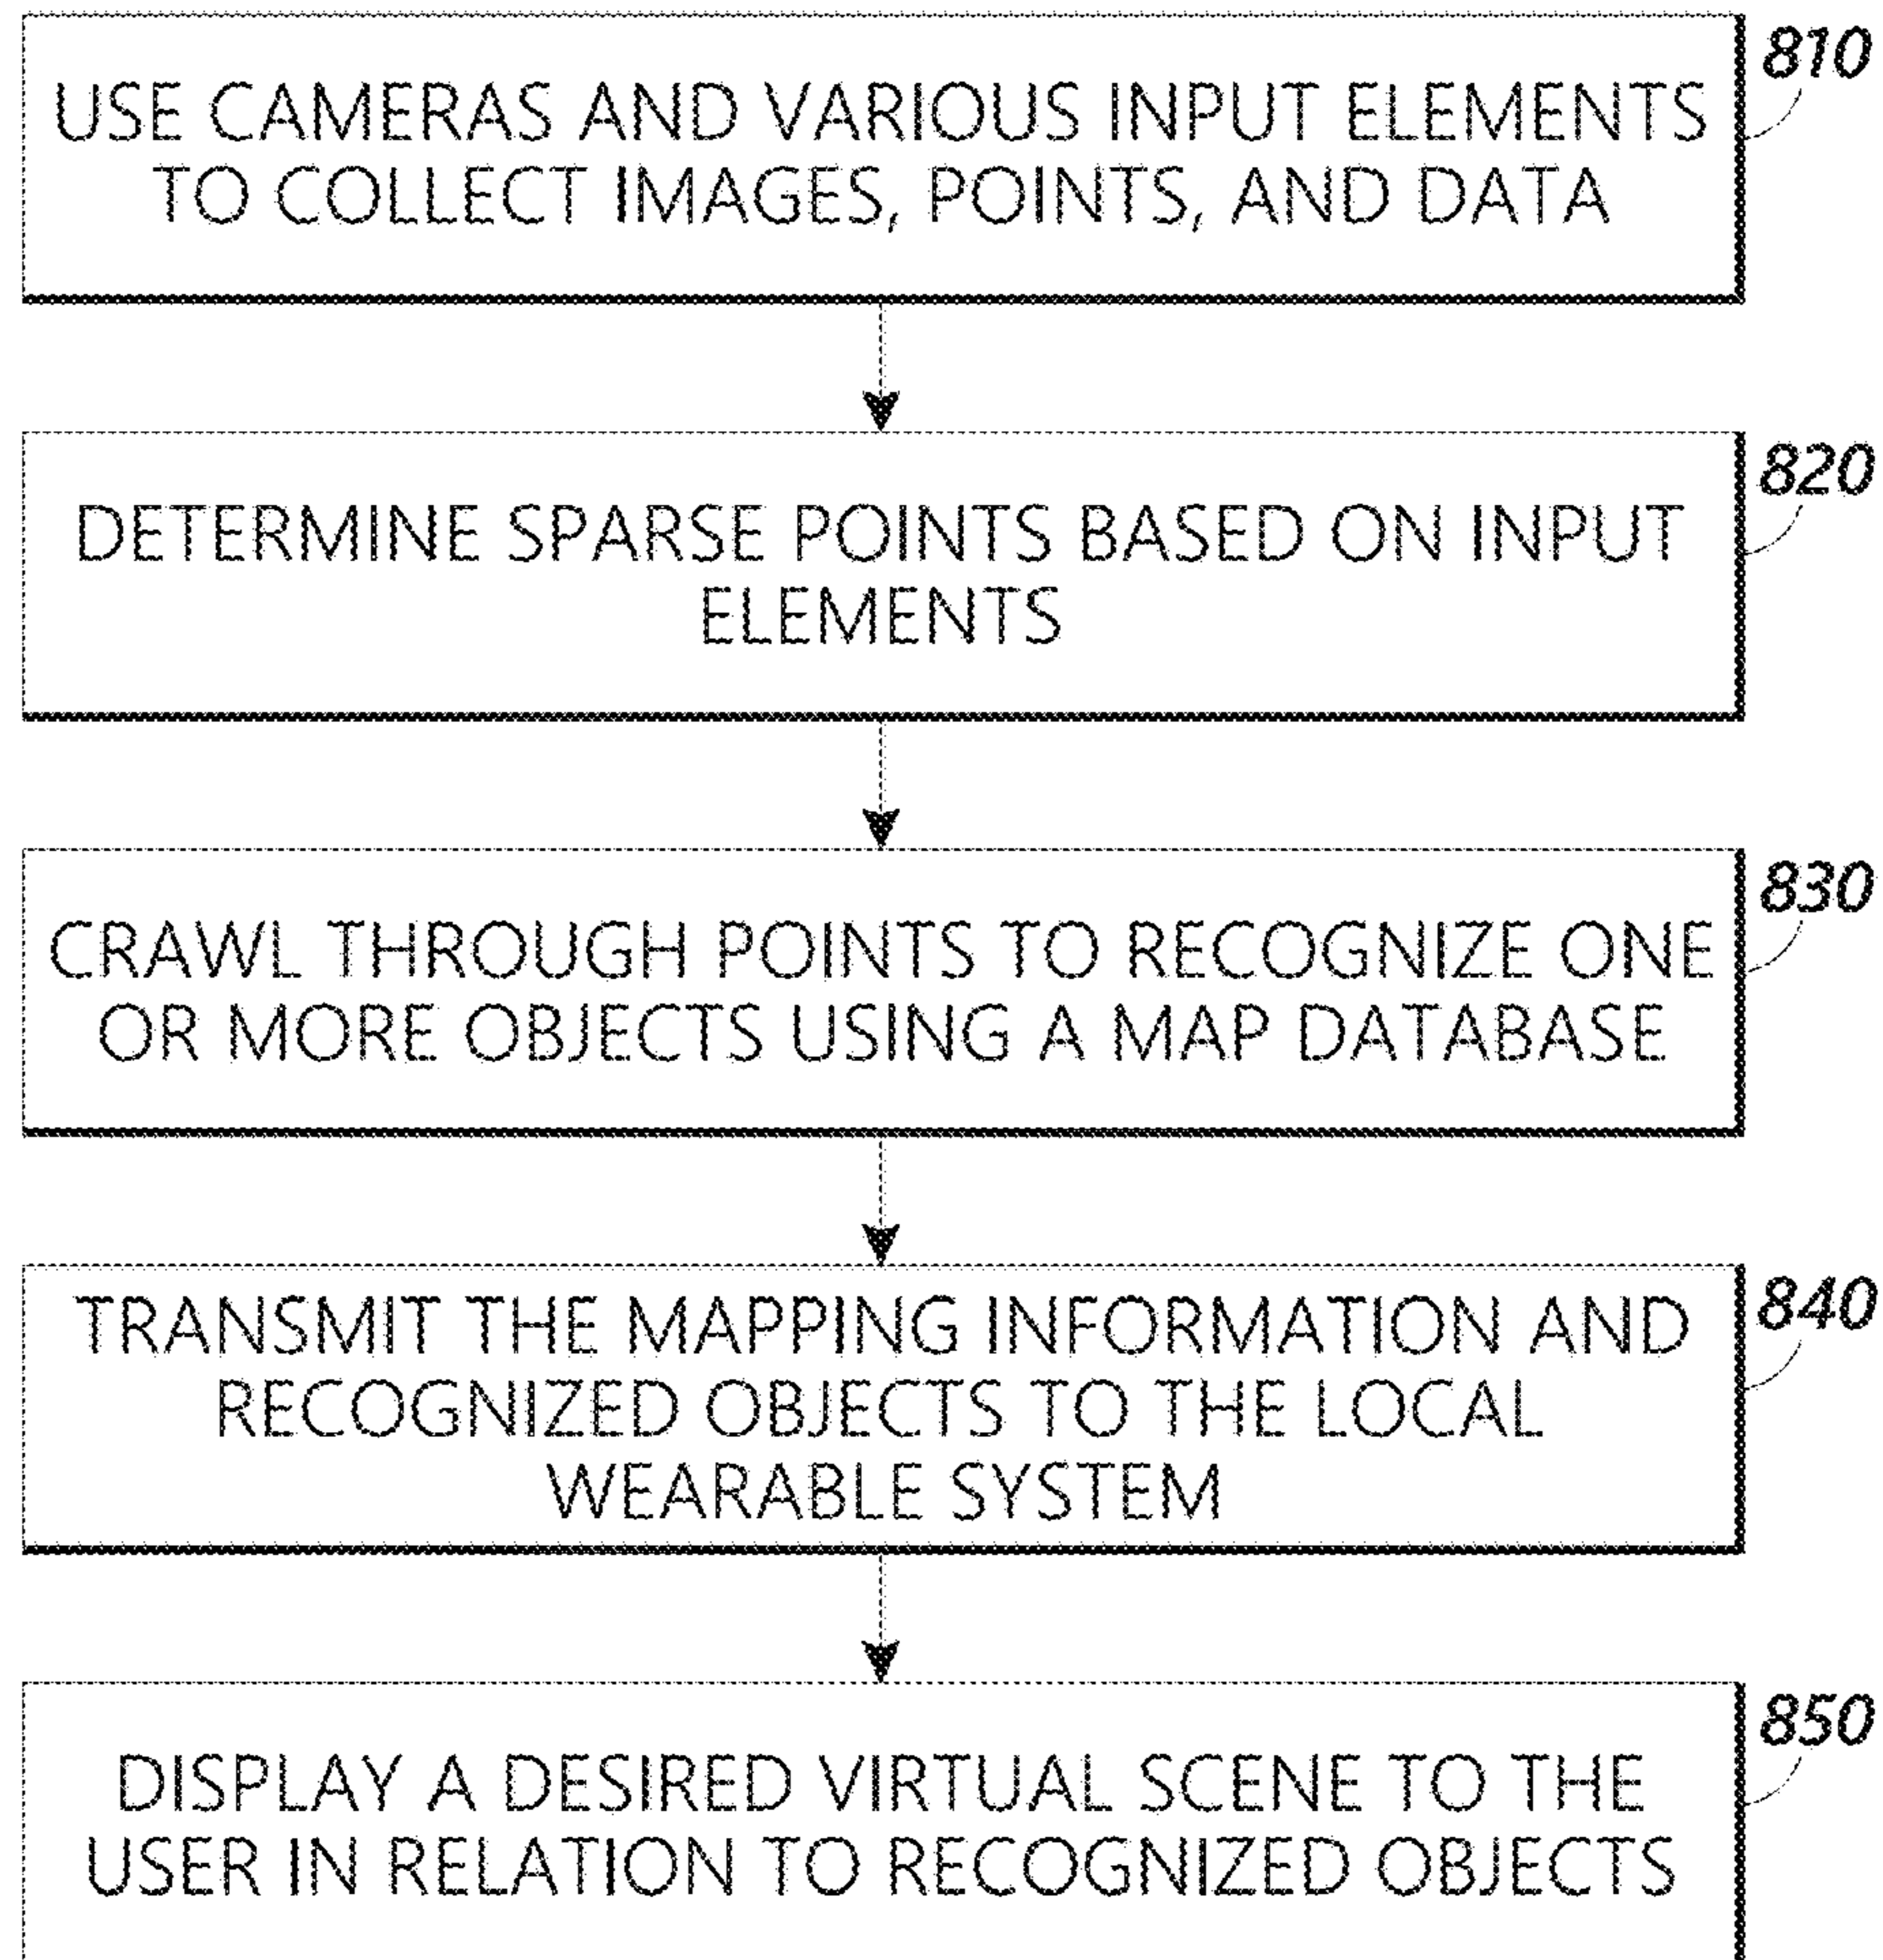 810
USE CAMERAS AND VARIOUS INPUT ELEMENTS
TO COLLECT IMAGES, POINTS, AND DATA
820
DETERMINE SPARSE POINTS BASED ON INPUT
ELEMENTS
830
CRAWL THROUGH POINTS TO RECOGNIZE ONE
OR MORE OBJECTS USING A MAP DATABASE
840
TRANSMIT THE MAPPING INFORMATION AND
RECOGNIZED OBJECTS TO THE LOCAL
WEARABLE SYSTEM
850
DISPLAY A DESIRED VIRTUAL SCENE TO THE
USER IN RELATION TO RECOGNIZED OBJECTS